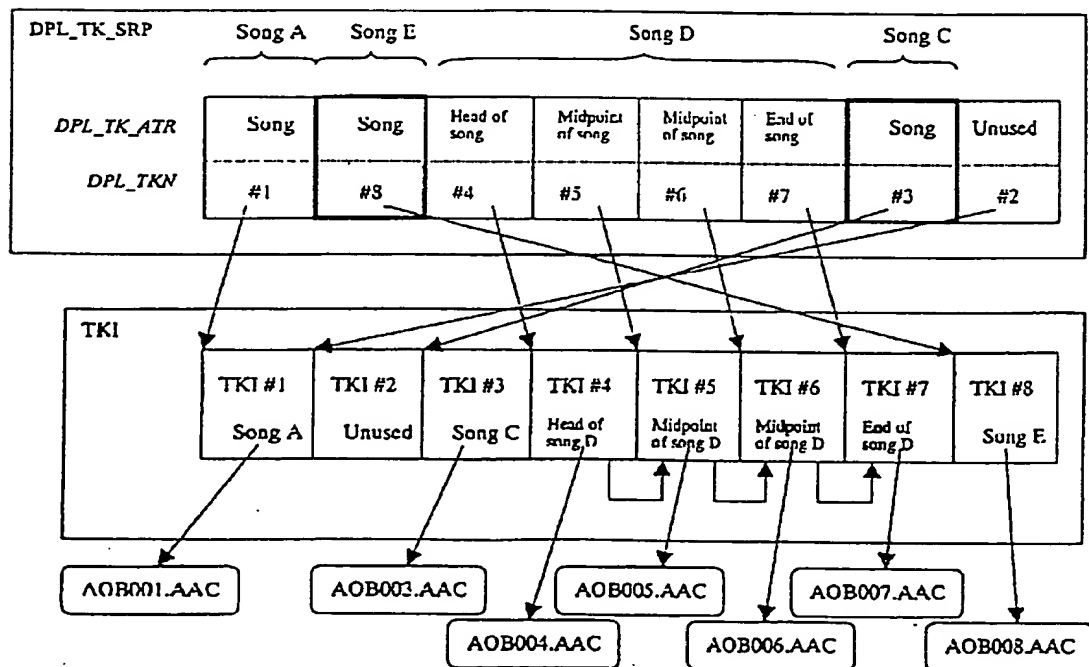 DPL_TK_SRP
Song A
Song E
Song D
Song C
DPL_TK_ATR
Song
Song
Head of song
Midpoint of song
Midpoint of song
End of song
Song
Unused
DPL_TKN
#1
#8
#4
#5
#6
#7
#3
#2
TKI
TKI #1
TKI #2
TKI #3
TKI #4
TKI #5
TKI #6
TKI #7
TKI #8
Song A
Unused
Song C
Head of song D
Midpoint of song D
Midpoint of song D
End of song D
Song E
AOB001.AAC
AOB003.AAC
AOB005.AAC
AOB007.AAC
AOB004.AAC
AOB006.AAC
AOB008.AAC